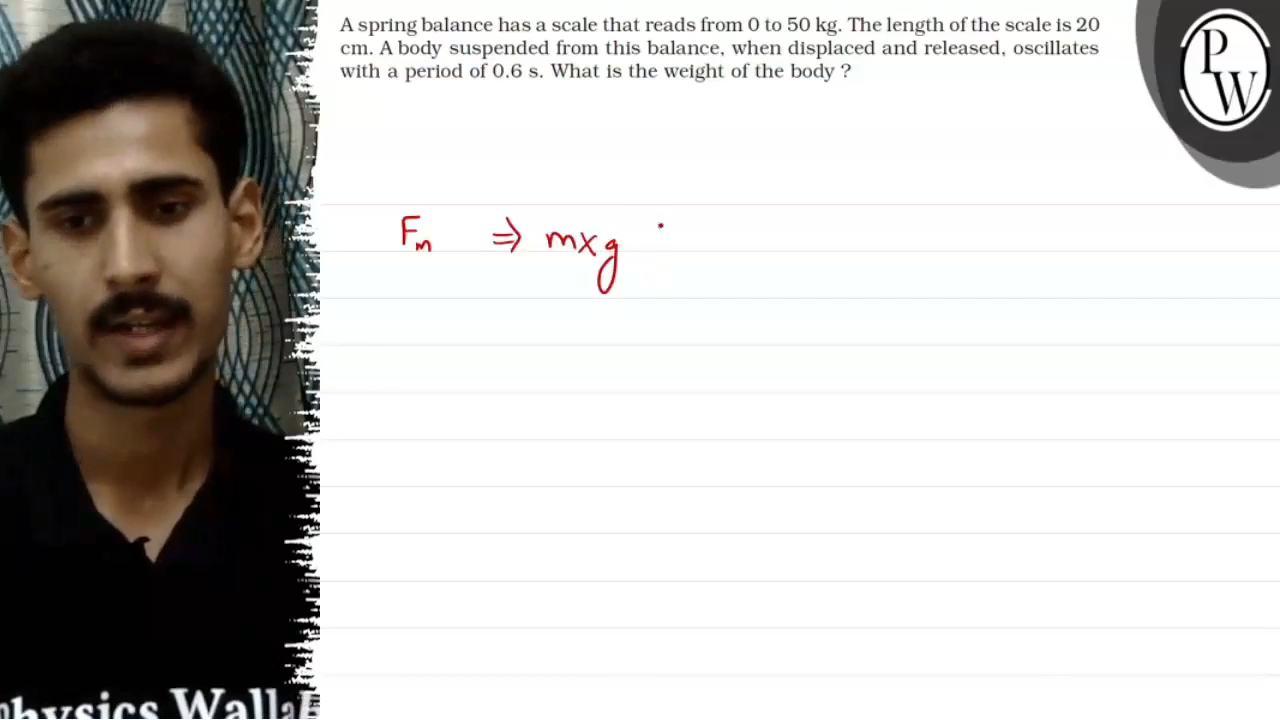 A spring balance has a scale that reads from 0 to 50 kg. The length of the scale is 20
cm. A body suspended from this balance, when displaced and released, oscillates
with a period of 0.6 s. What is the weight of the body ?
P
W
Fm ⇒ m×g
Physics Walla